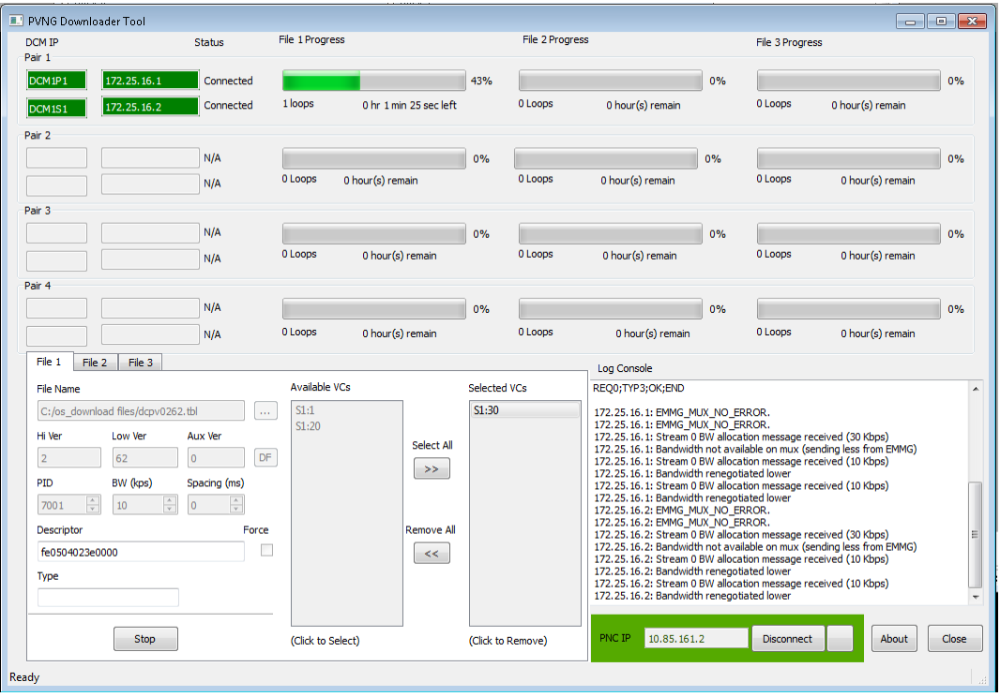 PVNG Downloader Tool
DCM IP Status File 1 Progress File 2 Progress File 3 Progress
Pair 1
DCM1P1 172.25.16.1 Connected 43% 0% 0%
DCM1S1 172.25.16.2 Connected 1 loops 0 hr 1 min 25 sec left 0 Loops 0 hour(s) remain 0 Loops 0 hour(s) remain
Pair 2
N/A 0% 0% 0%
N/A 0 Loops 0 hour(s) remain 0 Loops 0 hour(s) remain 0 Loops 0 hour(s) remain
Pair 3
N/A 0% 0% 0%
N/A 0 Loops 0 hour(s) remain 0 Loops 0 hour(s) remain 0 Loops 0 hour(s) remain
Pair 4
N/A 0% 0% 0%
N/A 0 Loops 0 hour(s) remain 0 Loops 0 hour(s) remain 0 Loops 0 hour(s) remain
File 1 File 2 File 3
File Name
C:/os_download files/dcpv0262.tbl ...
Hi Ver Low Ver Aux Ver
2 62 0 DF
PID BW (kps) Spacing (ms)
7001 10 0
Descriptor Force
fe0504023e0000
Type
Stop
Available VCs
S1:1
S1:20
(Click to Select)
Select All
>>
Remove All
<<
Selected VCs
S1:30
(Click to Remove)
Log Console
REQ0;TYP3;OK;END
172.25.16.1: EMMG_MUX_NO_ERROR.
172.25.16.1: EMMG_MUX_NO_ERROR.
172.25.16.1: Stream 0 BW allocation message received (30 Kbps)
172.25.16.1: Bandwidth not available on mux (sending less from EMMG)
172.25.16.1: Stream 0 BW allocation message received (10 Kbps)
172.25.16.1: Bandwidth renegotiated lower
172.25.16.1: Stream 0 BW allocation message received (10 Kbps)
172.25.16.1: Bandwidth renegotiated lower
172.25.16.2: EMMG_MUX_NO_ERROR.
172.25.16.2: EMMG_MUX_NO_ERROR.
172.25.16.2: Stream 0 BW allocation message received (30 Kbps)
172.25.16.2: Bandwidth not available on mux (sending less from EMMG)
172.25.16.2: Stream 0 BW allocation message received (10 Kbps)
172.25.16.2: Bandwidth renegotiated lower
172.25.16.2: Stream 0 BW allocation message received (10 Kbps)
172.25.16.2: Bandwidth renegotiated lower
PNC IP 10.85.161.2 Disconnect About Close
Ready